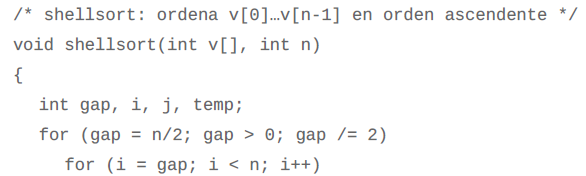 /* shellsort: ordena v[0]…v[n-1] en orden ascendente */
void shellsort(int v[], int n)
{
int gap, i, j, temp;
for (gap = n/2; gap > 0; gap /= 2)
for (i = gap; i < n; i++)